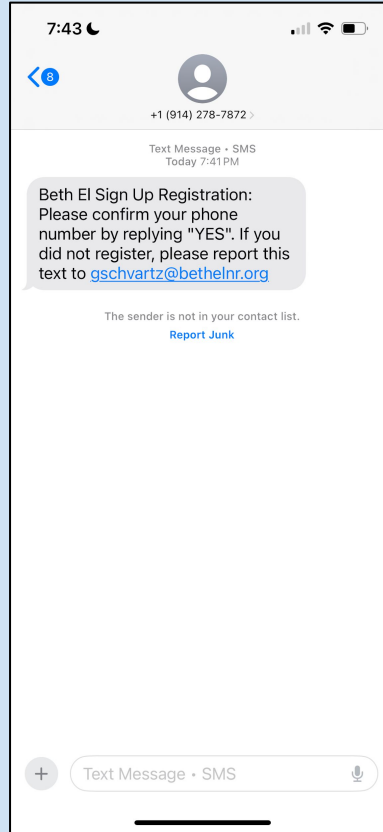 7:43
8
+1 (914) 278-7872 >
Text Message • SMS
Today 7:41 PM
Beth El Sign Up Registration:
Please confirm your phone
number by replying "YES". If you
did not register, please report this
text to gschvartz@bethelnr.org
The sender is not in your contact list.
Report Junk
+
Text Message • SMS